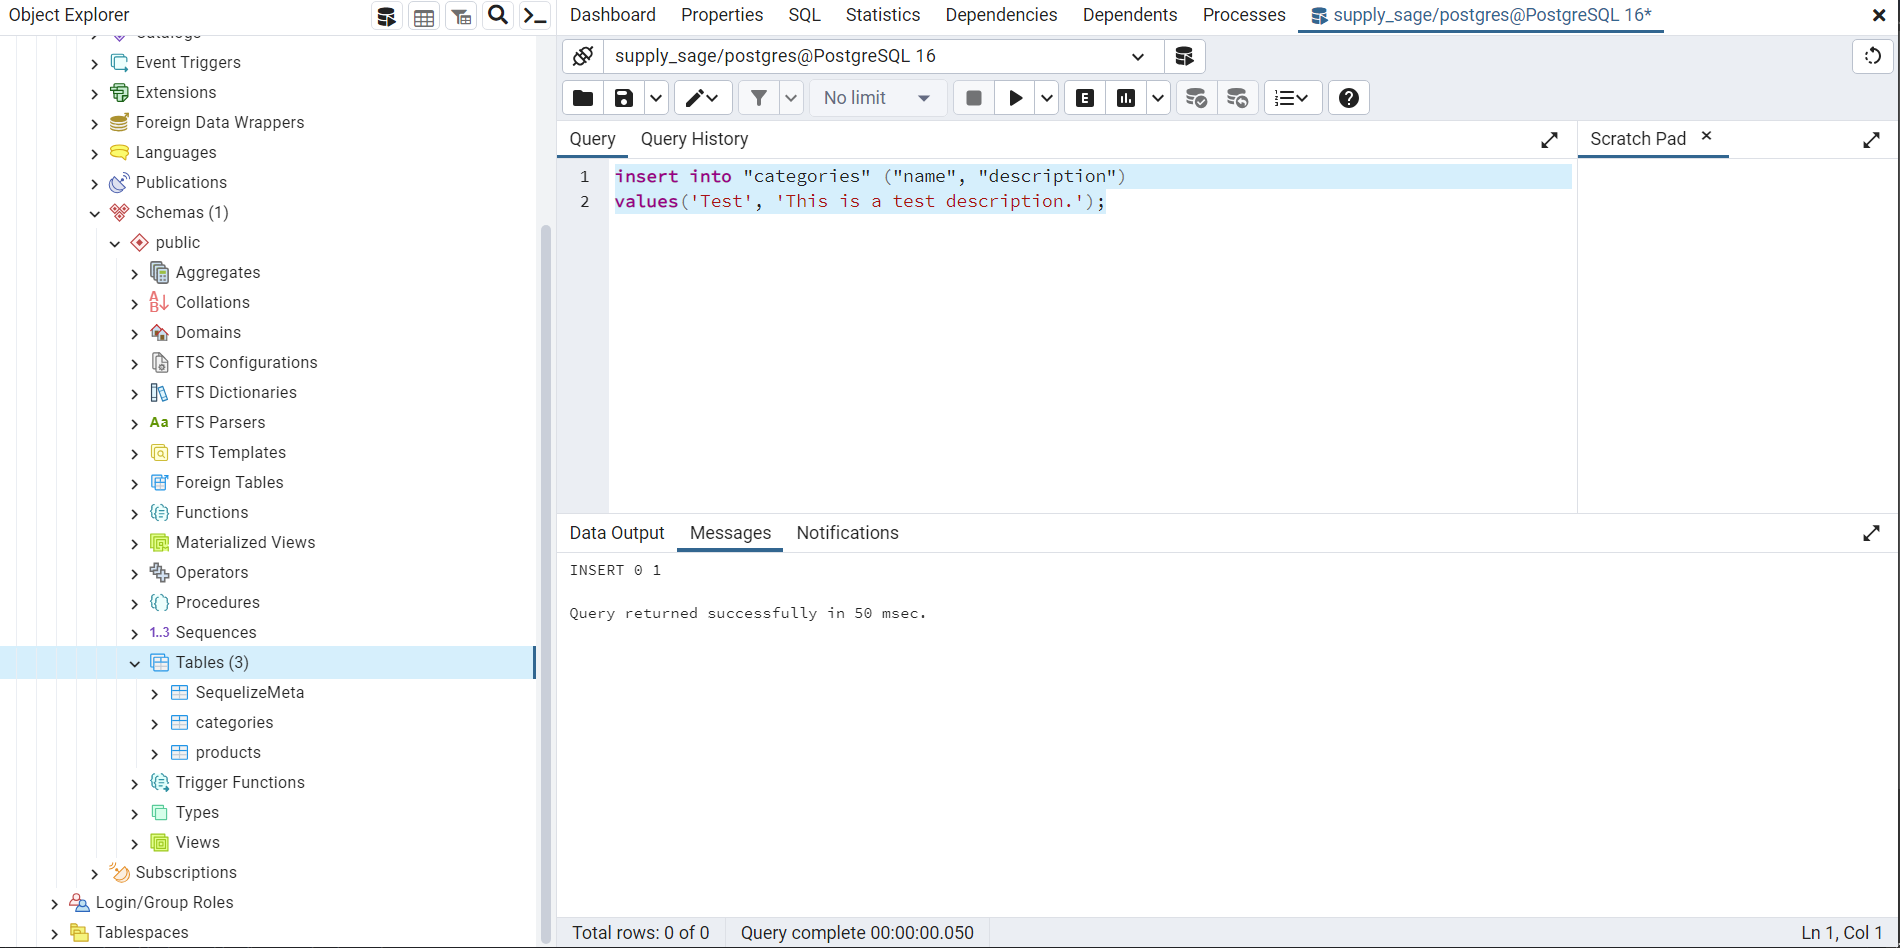 Object Explorer
Catalogs
Event Triggers
Extensions
Foreign Data Wrappers
Languages
Publications
Schemas (1)
public
Aggregates
Collations
Domains
FTS Configurations
FTS Dictionaries
Aa FTS Parsers
FTS Templates
Foreign Tables
Functions
Materialized Views
Operators
Procedures
1..3 Sequences
Tables (3)
SequelizeMeta
categories
products
Trigger Functions
Types
Views
Subscriptions
Login/Group Roles
Tablespaces
Dashboard Properties SQL Statistics Dependencies Dependents Processes supply_sage/postgres@PostgreSQL 16*
supply_sage/postgres@PostgreSQL 16
No limit
E
Query Query History
1 insert into "categories" ("name", "description")
2 values('Test', 'This is a test description.');
Scratch Pad
Data Output Messages Notifications
INSERT 0 1
Query returned successfully in 50 msec.
Total rows: 0 of 0 Query complete 00:00:00.050 Ln 1, Col 1